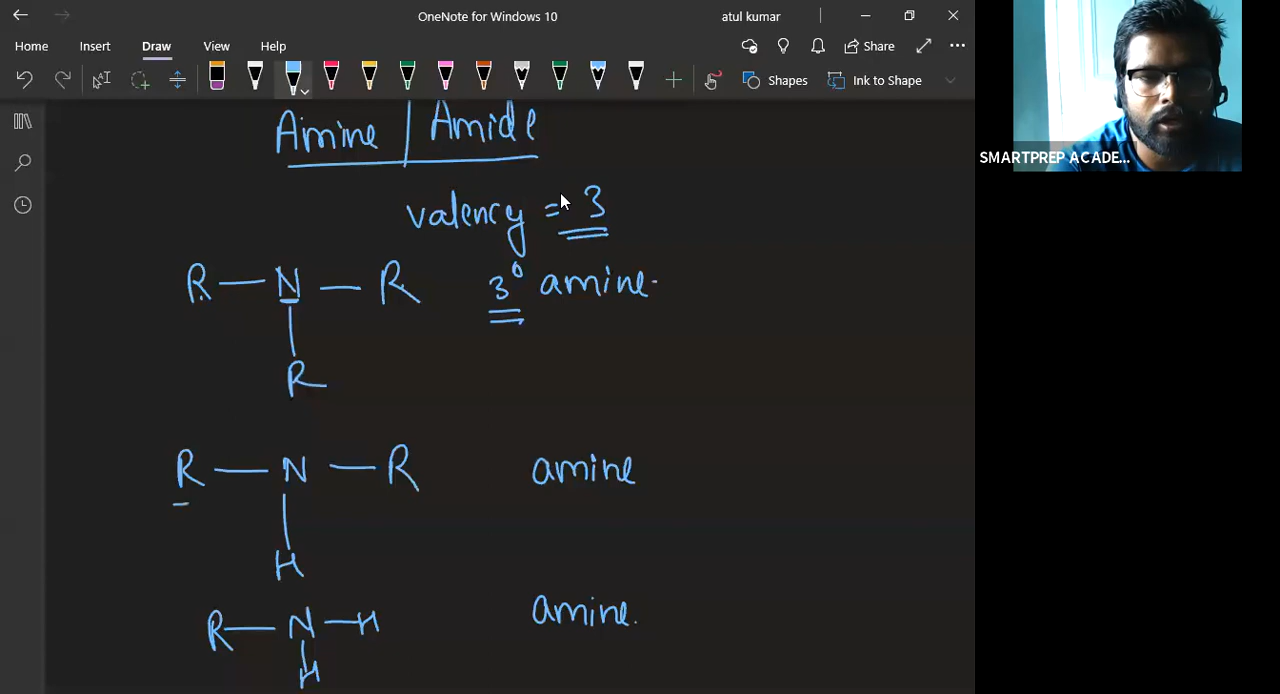 OneNote for Windows 10
atul kumar
Home Insert Draw View Help
Share
Shapes
Ink to Shape
SMARTPREP ACADE...
Amine | Amide
valency = 3
R — N — R 3° amine.
R
R — N — R amine
H
R — N — H amine.
H